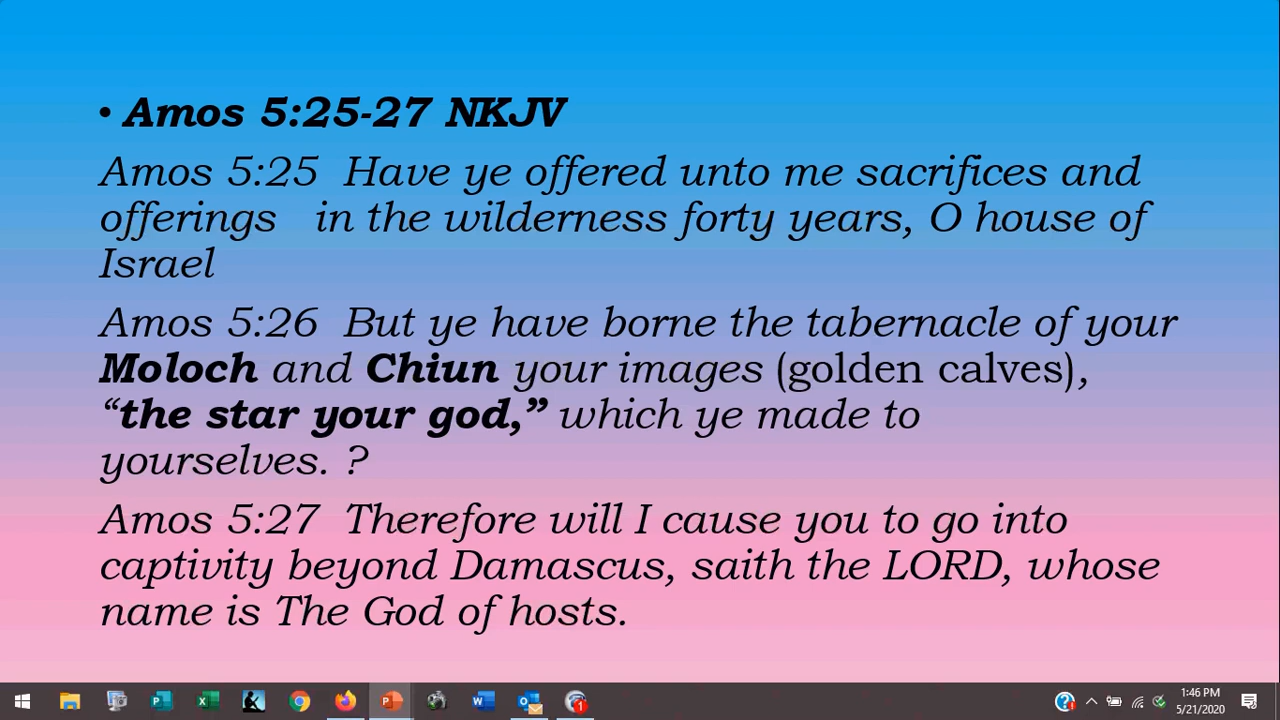 • Amos 5:25-27 NKJV
Amos 5:25 Have ye offered unto me sacrifices and
offerings in the wilderness forty years, O house of
Israel
Amos 5:26 But ye have borne the tabernacle of your
Moloch and Chiun your images (golden calves),
“the star your god,” which ye made to
yourselves. ?
Amos 5:27 Therefore will I cause you to go into
captivity beyond Damascus, saith the LORD, whose
name is The God of hosts.
1:46 PM
5/21/2020